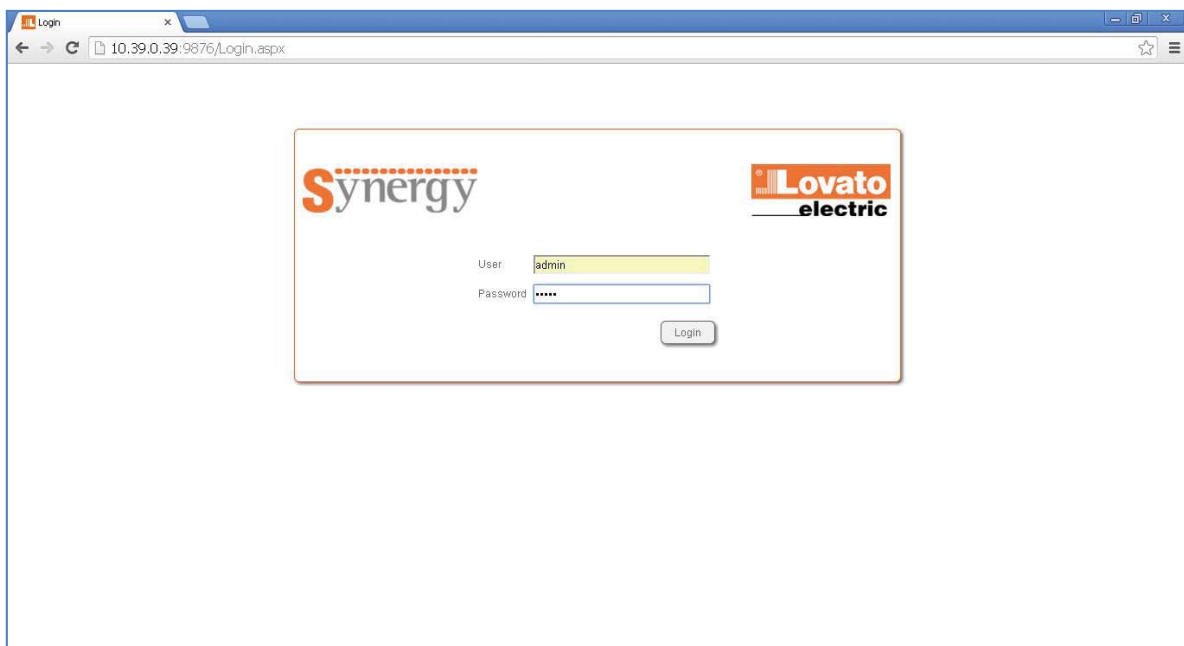 Login
10.39.0.39:9876/Login.aspx
Synergy
Lovato
electric
User admin
Password •••••
Login